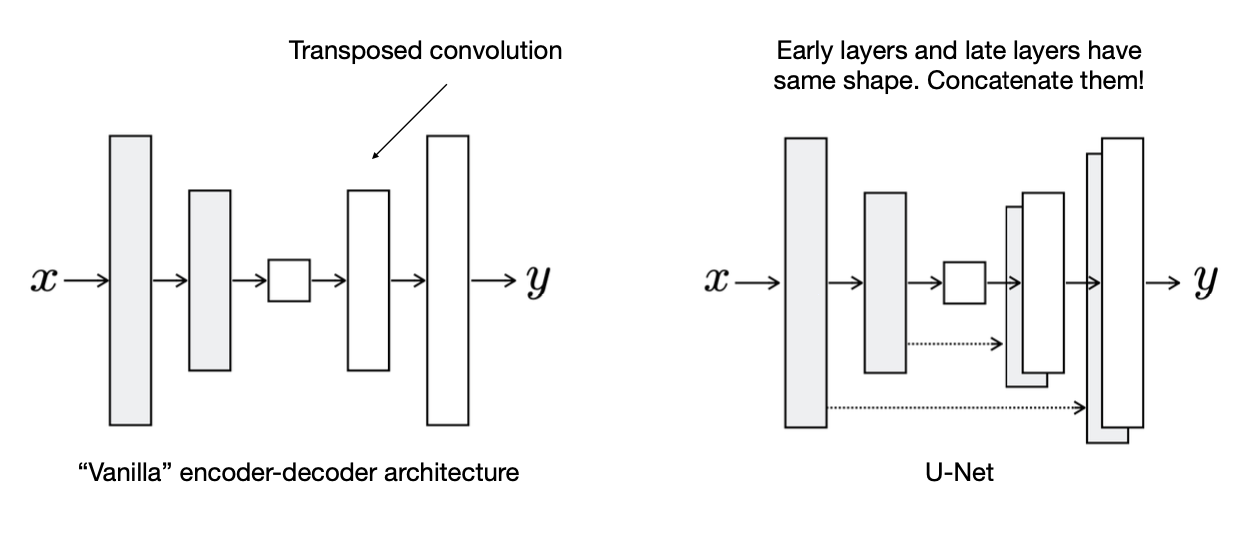 Transposed convolution
x
y
“Vanilla” encoder-decoder architecture
Early layers and late layers have
same shape. Concatenate them!
x
y
U-Net